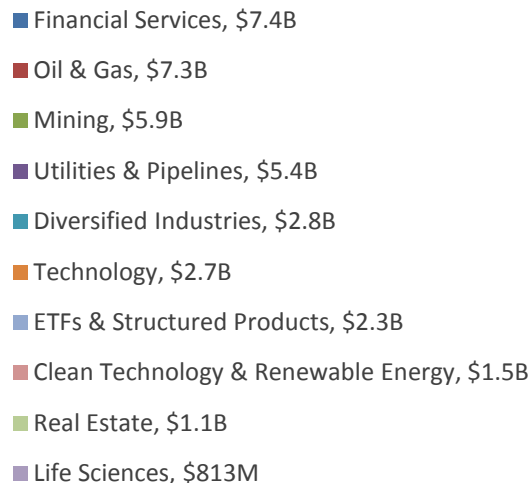 Financial Services, $7.4B
Oil & Gas, $7.3B
Mining, $5.9B
Utilities & Pipelines, $5.4B
Diversified Industries, $2.8B
Technology, $2.7B
ETFs & Structured Products, $2.3B
Clean Technology & Renewable Energy, $1.5B
Real Estate, $1.1B
Life Sciences, $813M